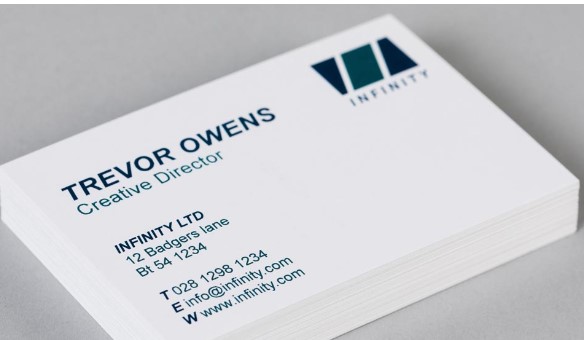 INFINITY
TREVOR OWENS
Creative Director
INFINITY LTD
12 Badgers lane
Bt 54 1234
T 028 1298 1234
E info@infinity.com
W www.infinity.com